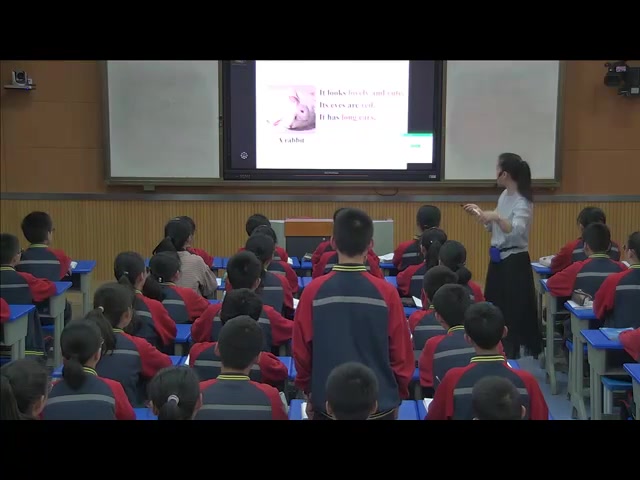 It looks lovely and cute.
Its eyes are red.
It has long ears.
A rabbit